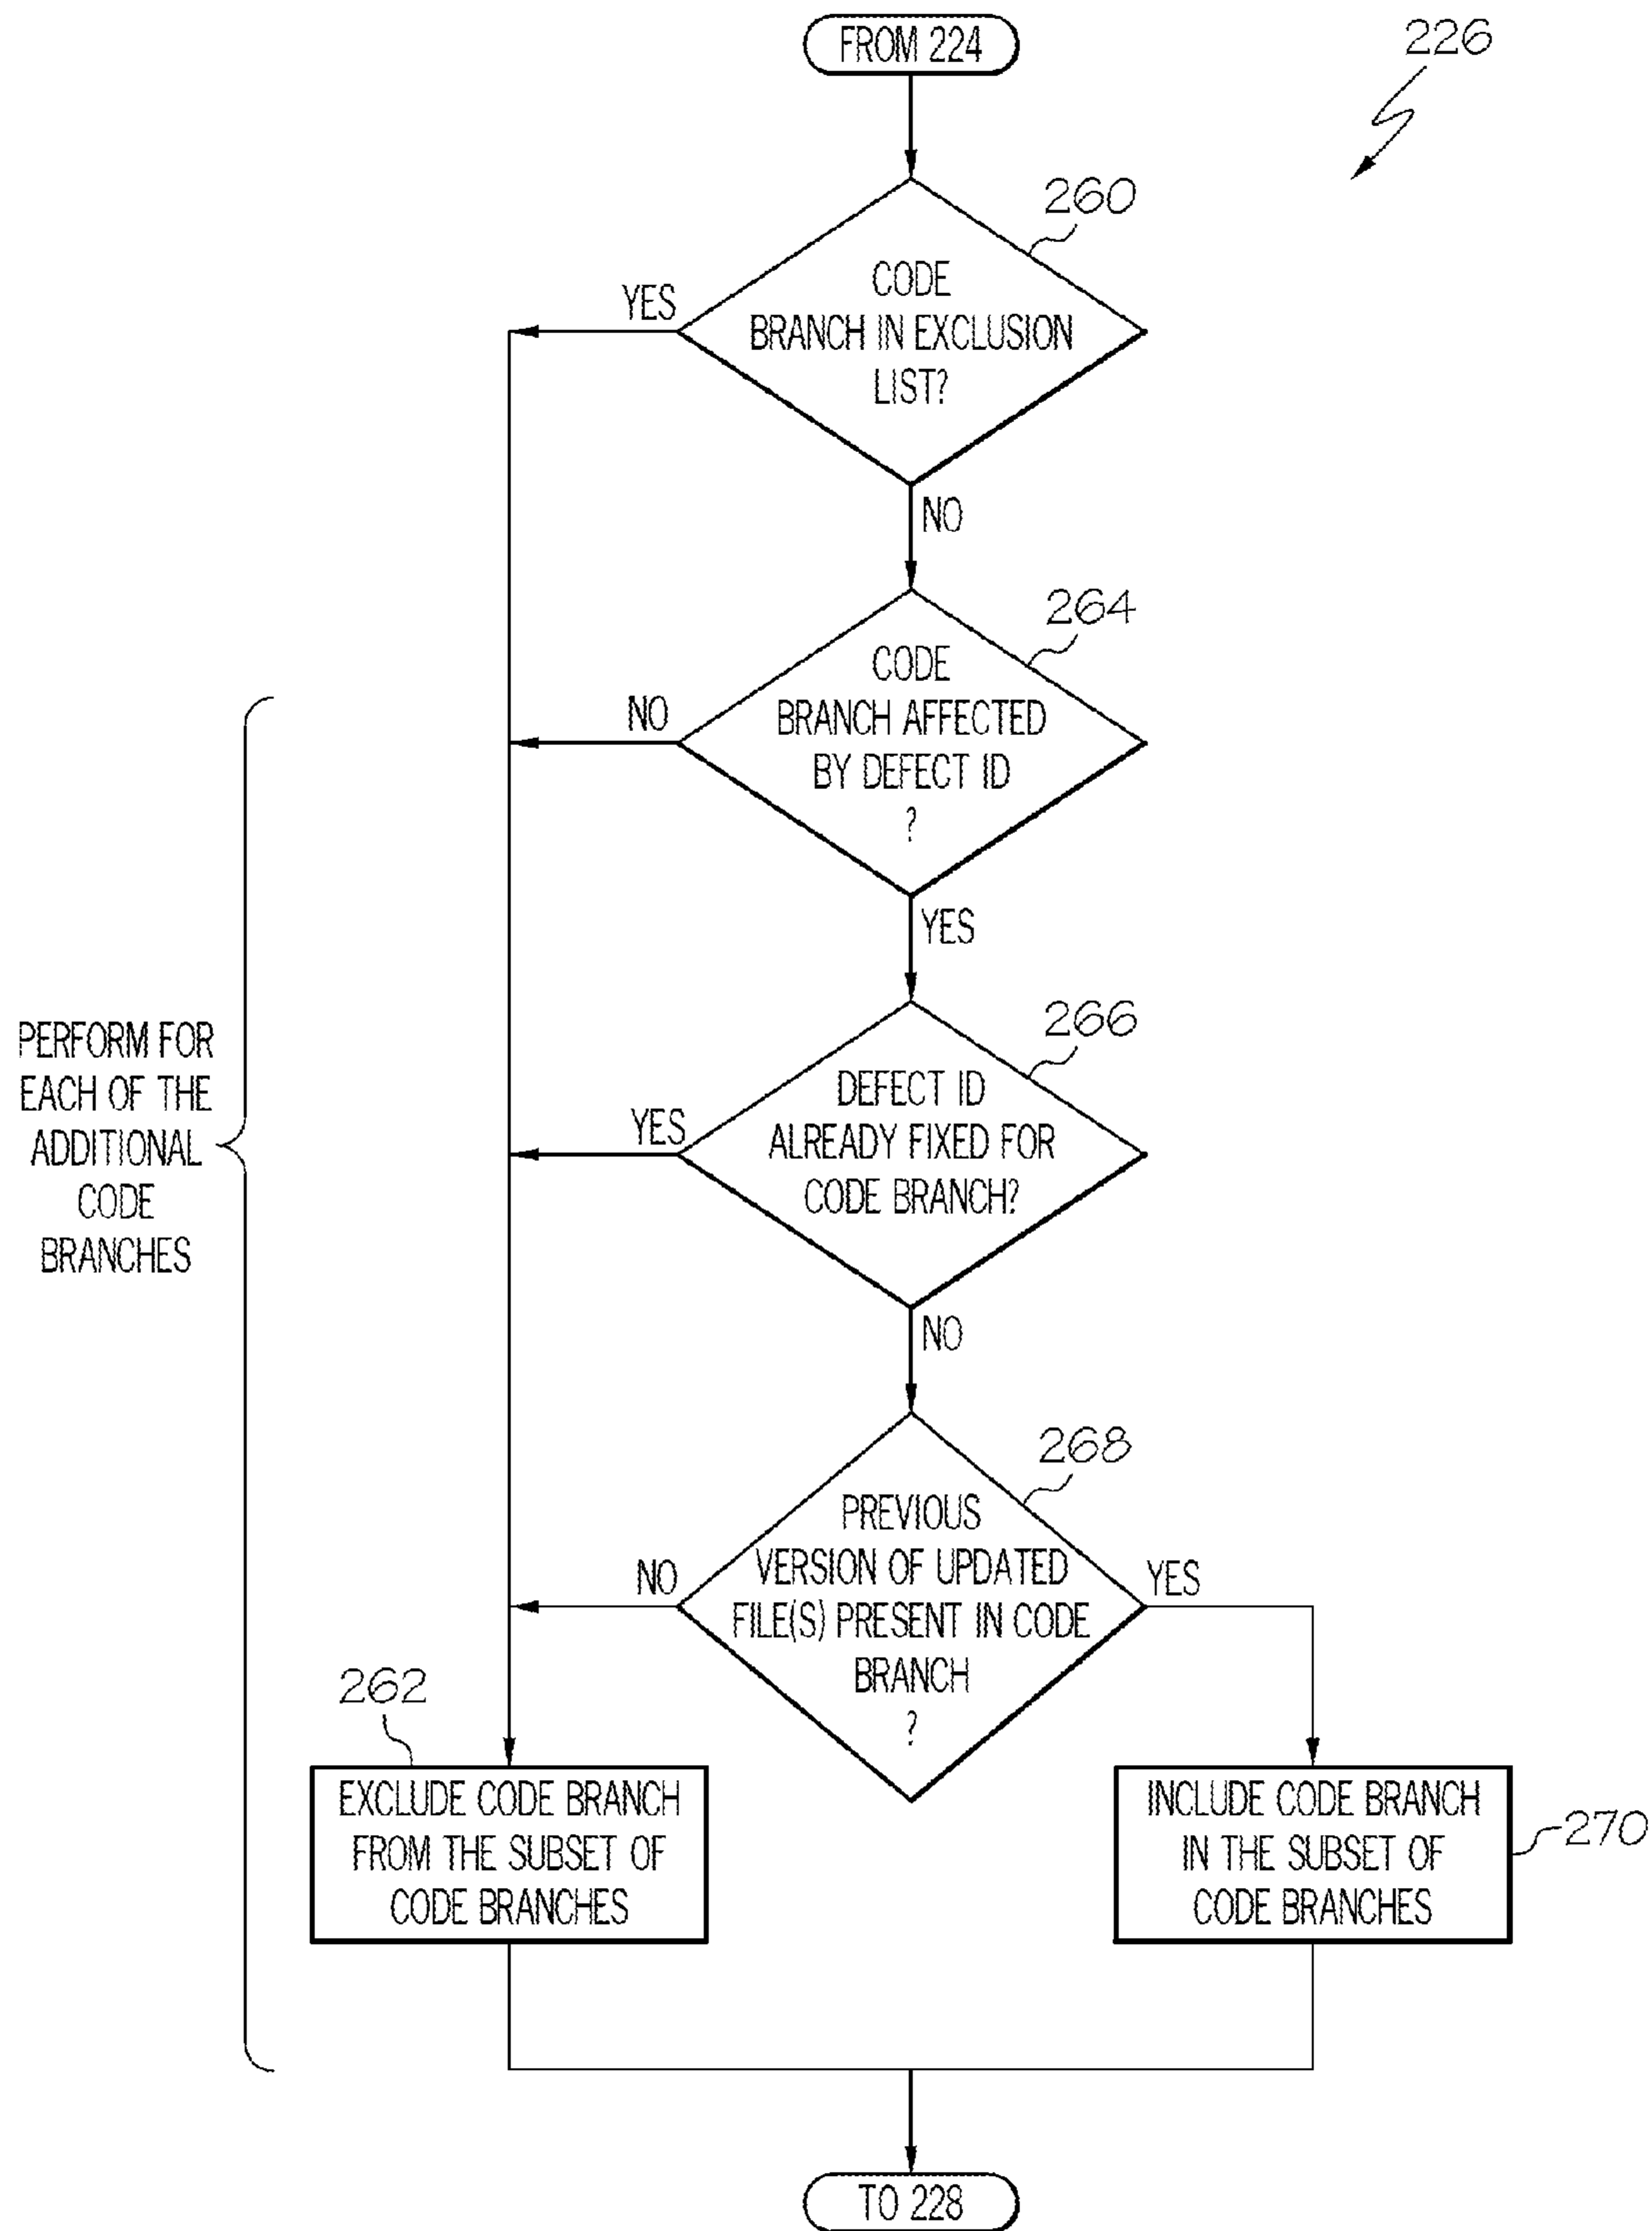 FROM 224
226
260
CODE
BRANCH IN EXCLUSION
LIST?
YES
NO
264
CODE
BRANCH AFFECTED
BY DEFECT ID
?
NO
YES
266
DEFECT ID
ALREADY FIXED FOR
CODE BRANCH?
YES
NO
PERFORM FOR
EACH OF THE
ADDITIONAL
CODE
BRANCHES
268
PREVIOUS
VERSION OF UPDATED
FILE(S) PRESENT IN CODE
BRANCH
?
NO
YES
262
EXCLUDE CODE BRANCH
FROM THE SUBSET OF
CODE BRANCHES
INCLUDE CODE BRANCH
IN THE SUBSET OF
CODE BRANCHES
270
TO 228